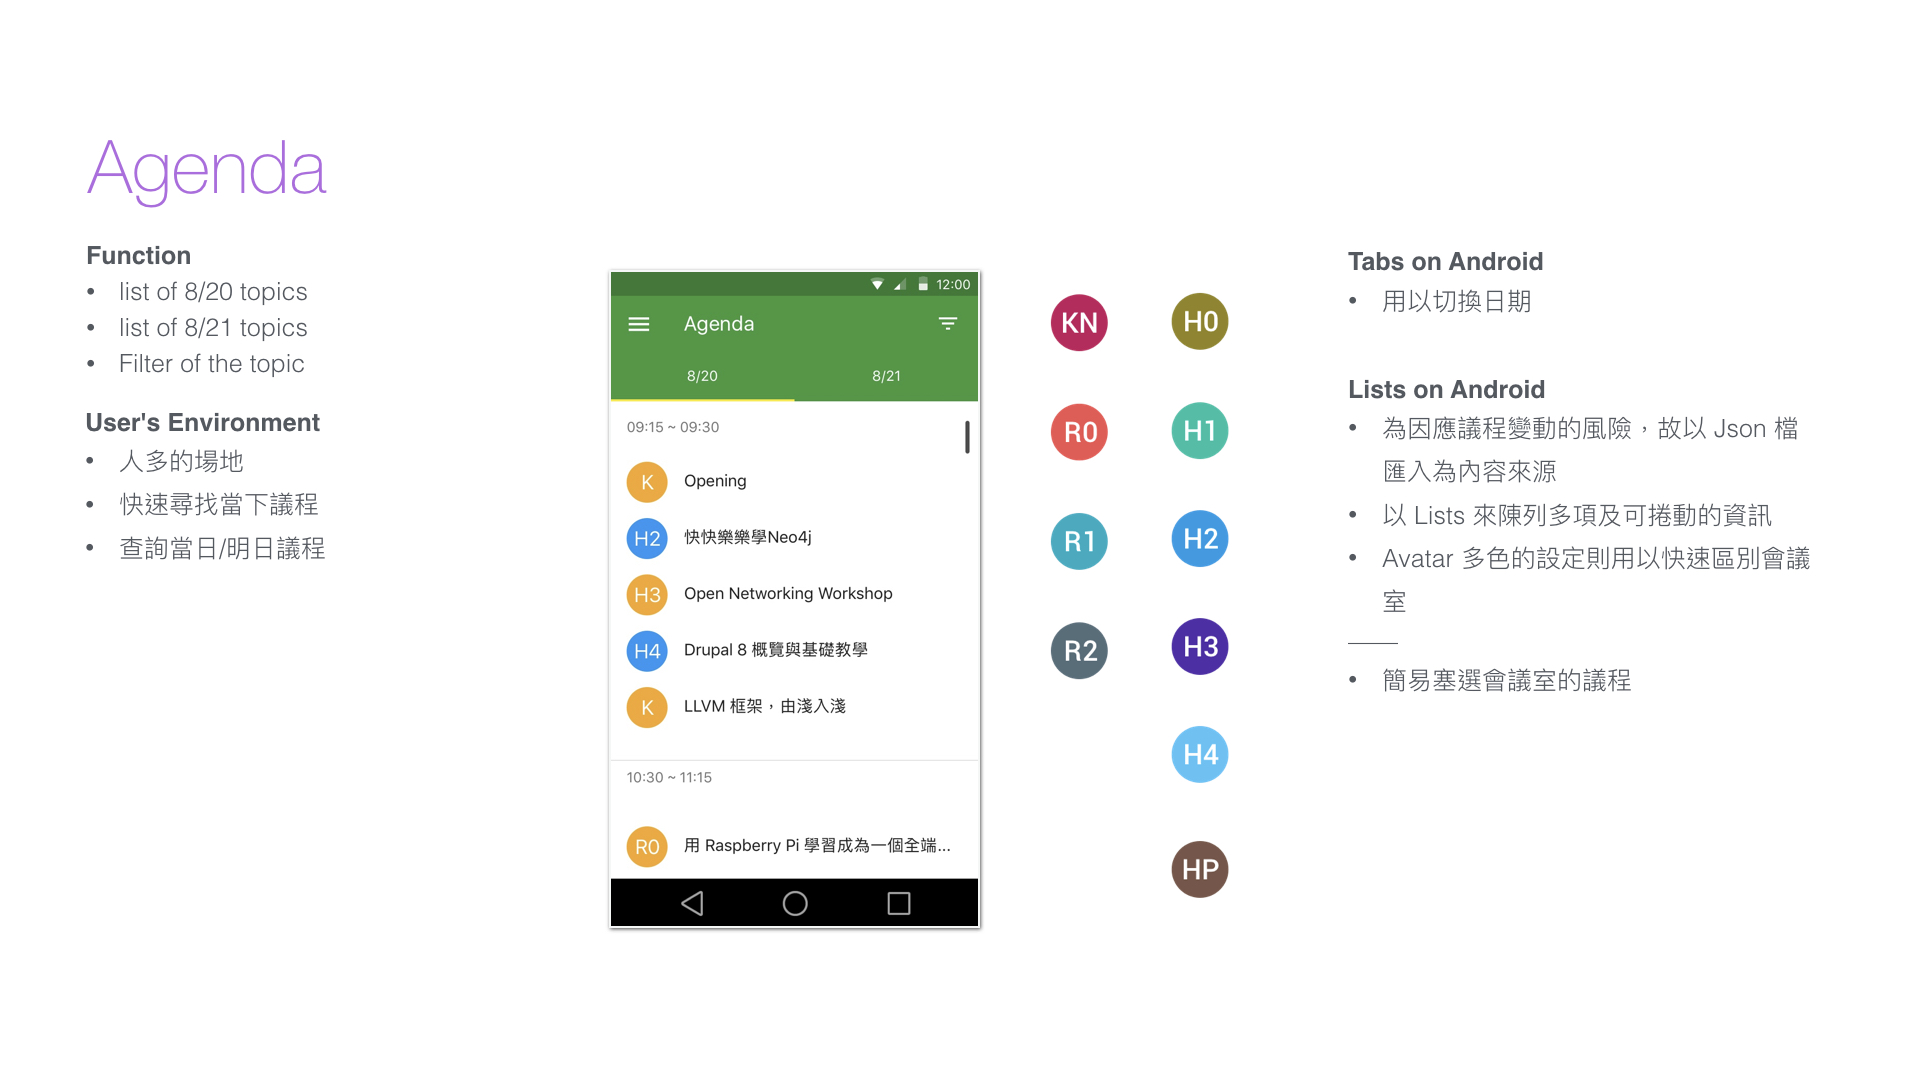 Agenda
Function
• list of 8/20 topics
• list of 8/21 topics
• Filter of the topic
User's Environment
• 人多的場地
• 快速尋找當下議程
• 查詢當日/明日議程
12:00
Agenda
8/20 8/21
09:15 ~ 09:30
K Opening
H2 快快樂樂學Neo4j
H3 Open Networking Workshop
H4 Drupal 8 概覽與基礎教學
K LLVM 框架，由淺入淺
10:30 ~ 11:15
R0 用 Raspberry Pi 學習成為一個全端...
KN H0
R0 H1
R1 H2
R2 H3
H4
HP
Tabs on Android
• 用以切換日期
Lists on Android
• 為因應議程變動的風險，故以 Json 檔
匯入為內容來源
• 以 Lists 來陳列多項及可捲動的資訊
• Avatar 多色的設定則用以快速區別會議
室
• 簡易塞選會議室的議程